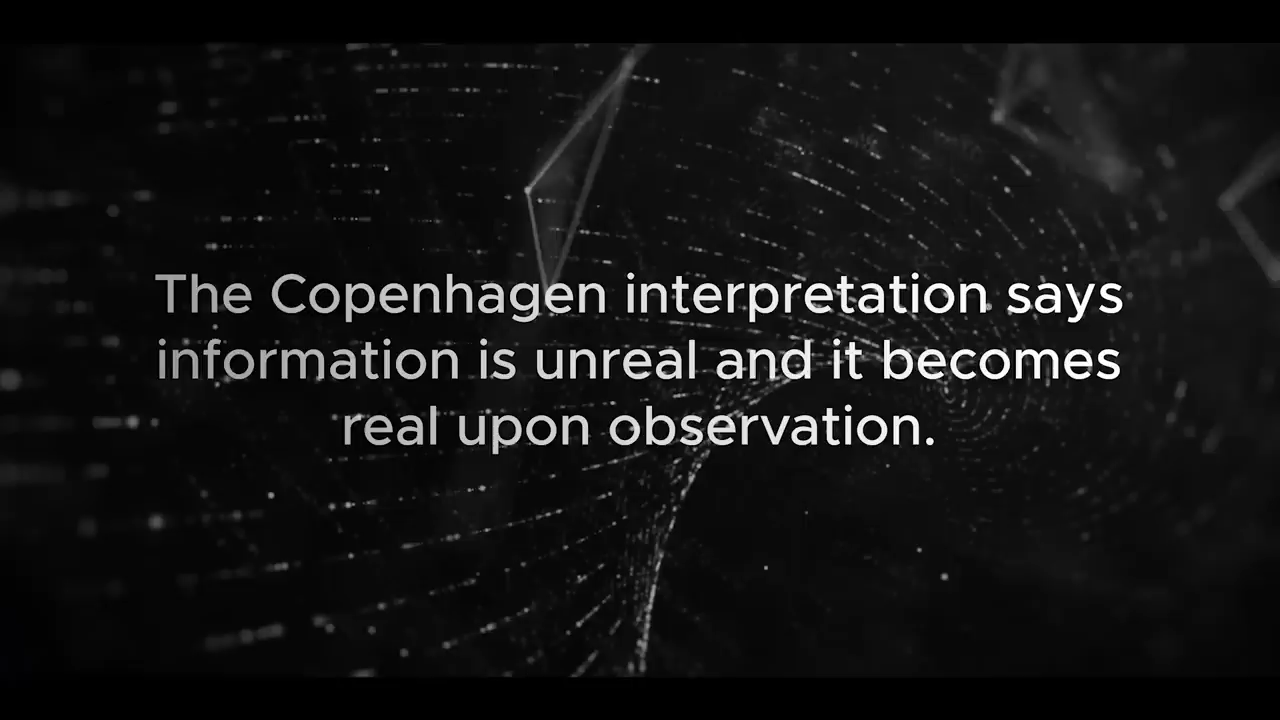 The Copenhagen interpretation says
information is unreal and it becomes
real upon observation.